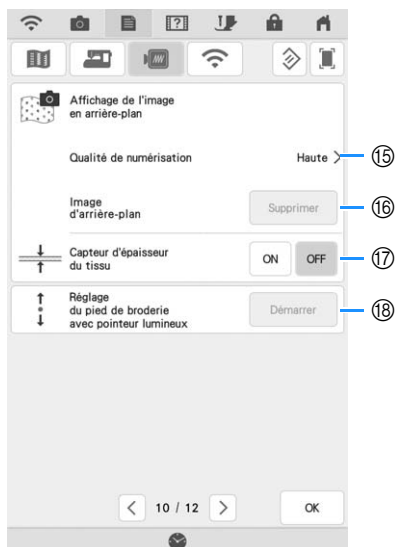 Affichage de l'image
en arrière-plan
Qualité de numérisation
Haute >
⑮
Image
d'arrière-plan
Supprimer
⑯
Capteur d'épaisseur
du tissu
ON
OFF
⑰
Réglage
du pied de broderie
avec pointeur lumineux
Démarrer
⑱
< 10 / 12 >
OK